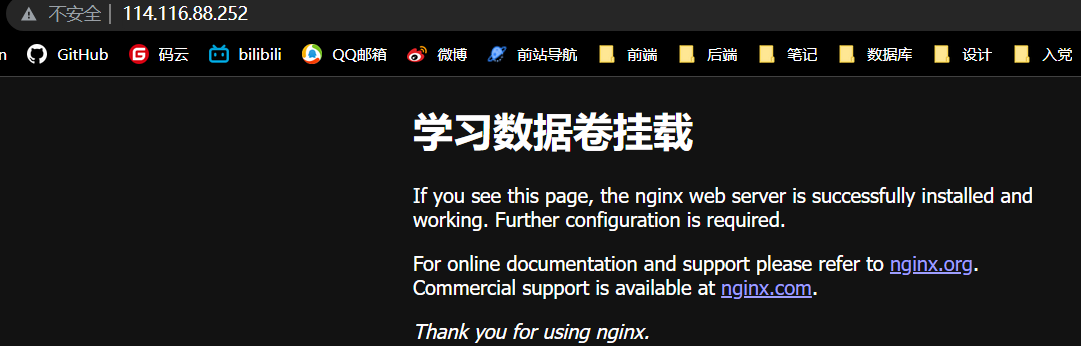 不安全 114.116.88.252
n GitHub 码云 bilibili QQ邮箱 微博 前站导航 前端 后端 笔记 数据库 设计 入党
学习数据卷挂载
If you see this page, the nginx web server is successfully installed and
working. Further configuration is required.
For online documentation and support please refer to nginx.org.
Commercial support is available at nginx.com.
Thank you for using nginx.